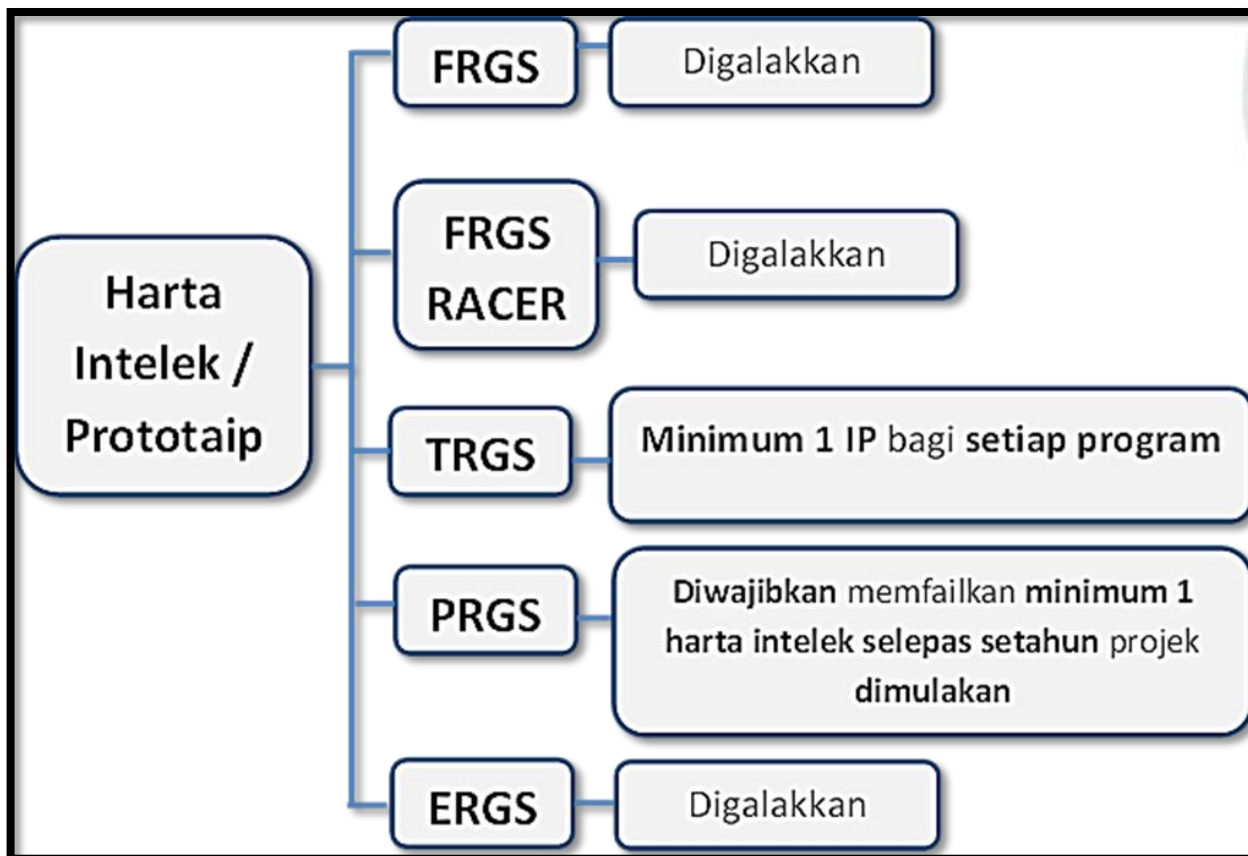 Harta
Intelek /
Prototaip
FRGS
Digalakkan
FRGS
RACER
Digalakkan
TRGS
Minimum 1 IP bagi setiap program
PRGS
Diwajibkan memfailkan minimum 1
harta intelek selepas setahun projek
dimulakan
ERGS
Digalakkan